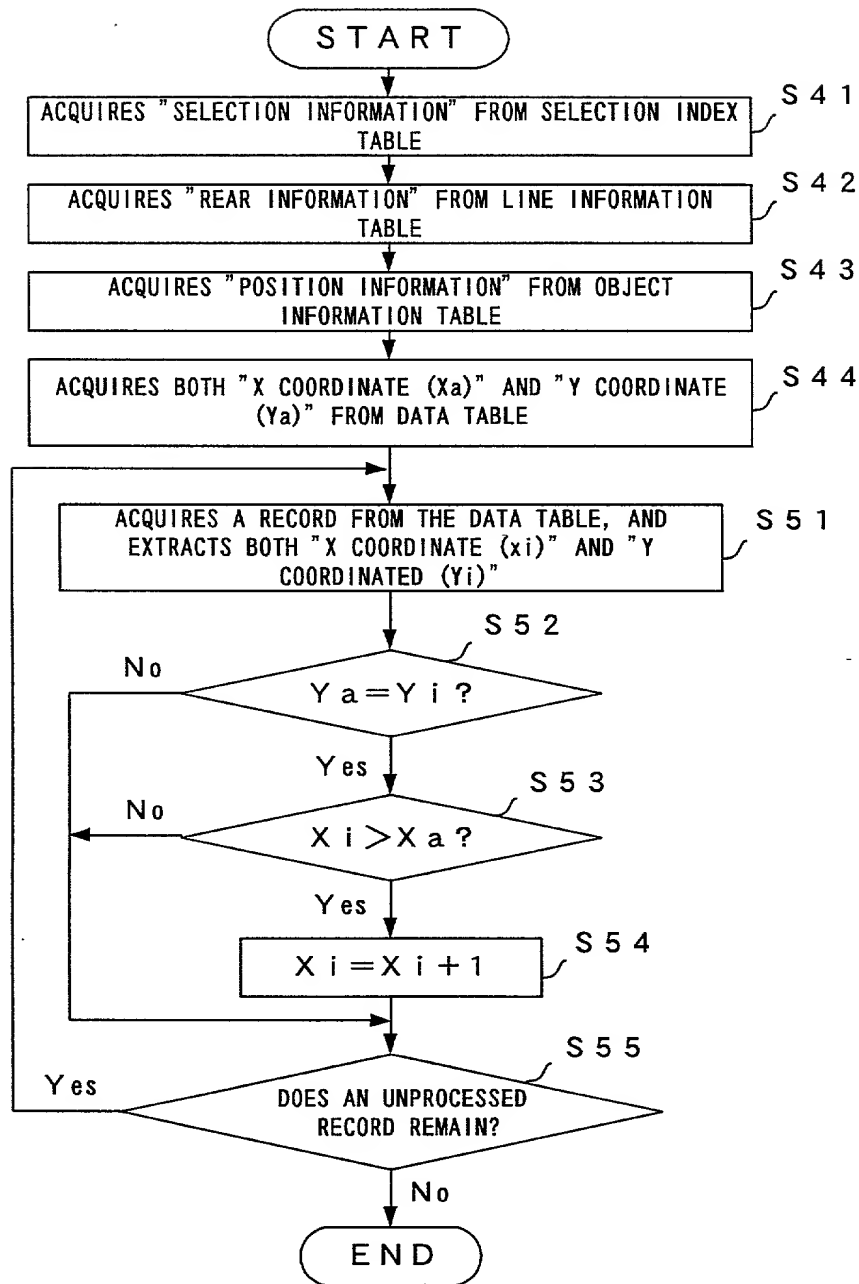 START
S41
ACQUIRES "SELECTION INFORMATION" FROM SELECTION INDEX
TABLE
S42
ACQUIRES "REAR INFORMATION" FROM LINE INFORMATION
TABLE
S43
ACQUIRES "POSITION INFORMATION" FROM OBJECT
INFORMATION TABLE
S44
ACQUIRES BOTH "X COORDINATE (Xa)" AND "Y COORDINATE
(Ya)" FROM DATA TABLE
S51
ACQUIRES A RECORD FROM THE DATA TABLE, AND
EXTRACTS BOTH "X COORDINATE (xi)" AND "Y
COORDINATED (Yi)"
S52
No
Ya=Yi?
Yes
S53
No
Xi>Xa?
Yes
S54
Xi=Xi+1
S55
Yes
DOES AN UNPROCESSED
RECORD REMAIN?
No
END